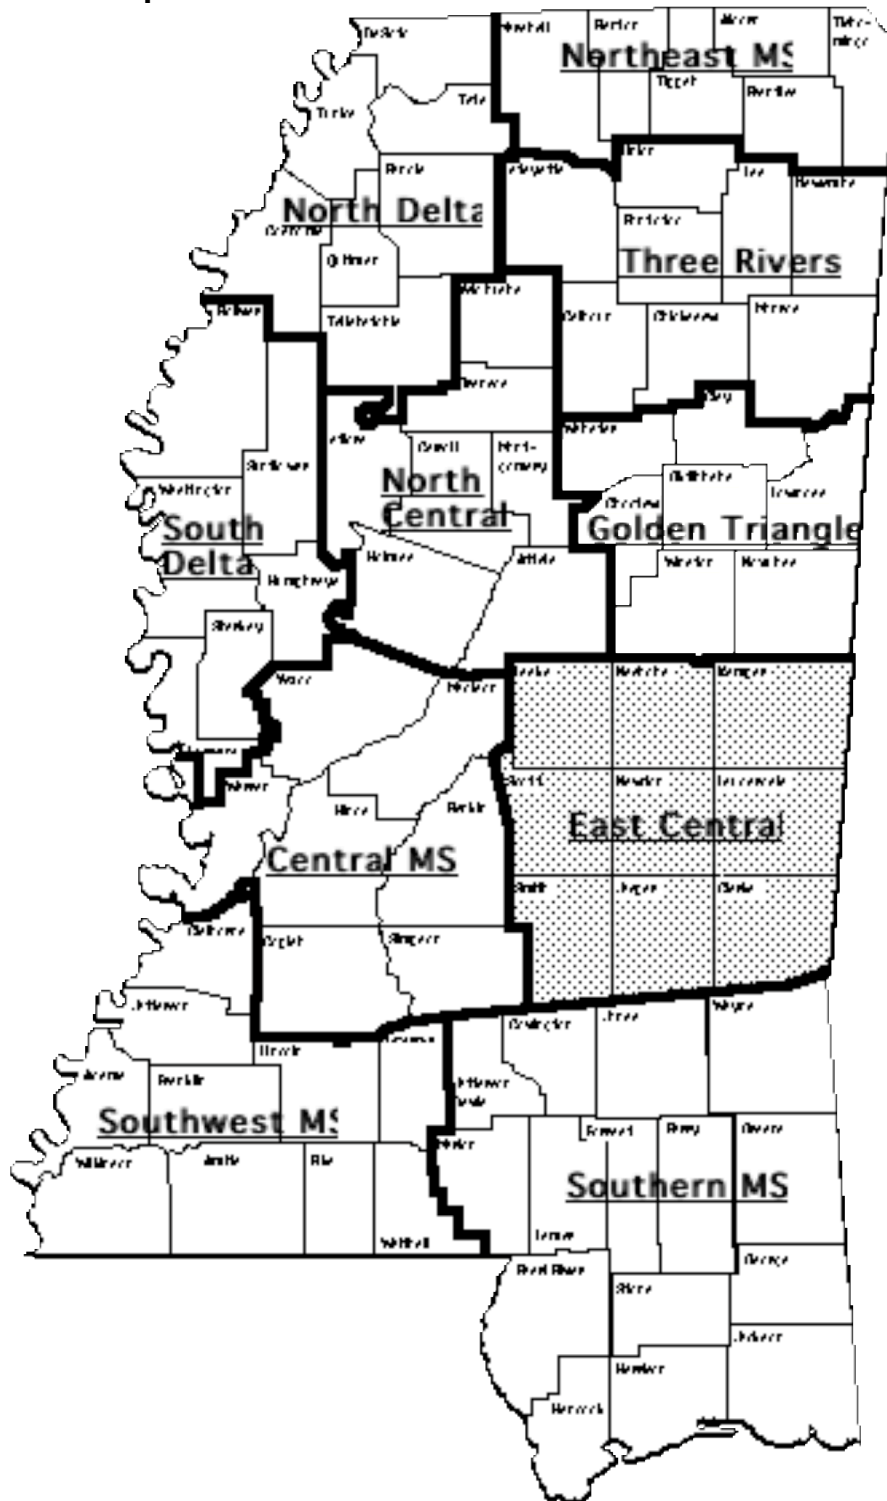 DeSoto
Marshall
Benton
Alcorn
Northeast MS
Tippah
Prentiss
Tate
Tunica
Union
Lee
Lafayette
Panola
Itawamba
North Delta
Coahoma
Pontotoc
Three Rivers
Quitman
Yalobusha
Bolivar
Tallahatchie
Calhoun
Chickasaw
Monroe
Grenada
Clay
Webster
Leflore
Carroll
Mont-
gomery
Sunflower
North
Central
Oktibbeha
Washington
Choctaw
Lowndes
South
Delta
Golden Triangle
Holmes
Attala
Winston
Noxubee
Humphreys
Sharkey
Yazoo
Madison
Leake
Neshoba
Kemper
Warren
Scott
Newton
Lauderdale
Hinds
Rankin
East Central
Central MS
Smith
Jasper
Clarke
Claiborne
Copiah
Simpson
Jefferson
Covington
Jones
Wayne
Lincoln
Lawrence
Adams
Franklin
Jefferson
Davis
Southwest MS
Marion
Forrest
Perry
Greene
Wilkinson
Amite
Pike
Southern MS
Walthall
Lamar
Pearl River
George
Stone
Jackson
Harrison
Hancock